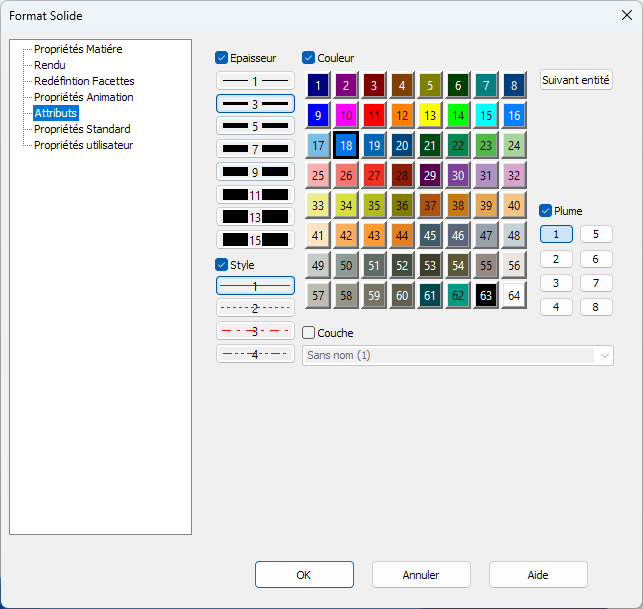 Format Solide
Propriétés Matiére
Rendu
Redéfintion Facettes
Propriétés Animation
Attributs
Propriétés Standard
Propriétés utilisateur
Epaisseur
1
3
5
7
9
11
13
15
Style
1
2
3
4
Couleur
1 2 3 4 5 6 7 8
9 10 11 12 13 14 15 16
17 18 19 20 21 22 23 24
25 26 27 28 29 30 31 32
33 34 35 36 37 38 39 40
41 42 43 44 45 46 47 48
49 50 51 52 53 54 55 56
57 58 59 60 61 62 63 64
Couche
Sans nom (1)
Suivant entité
Plume
1 5
2 6
3 7
4 8
OK Annuler Aide